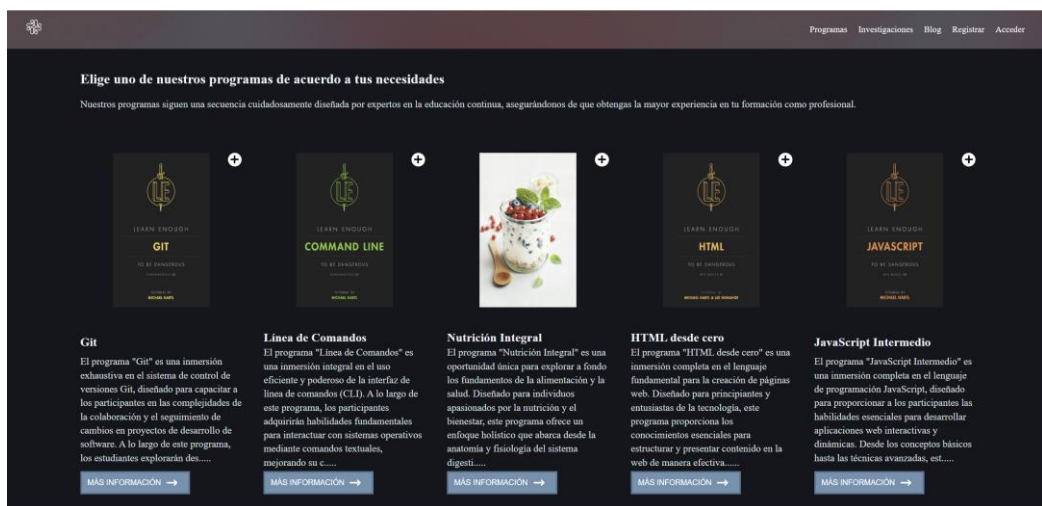 Programas Investigaciones Blog Registrar Acceder
Elige uno de nuestros programas de acuerdo a tus necesidades
Nuestros programas siguen una secuencia cuidadosamente diseñada por expertos en la educación continua, asegurándonos de que obtengas la mayor experiencia en tu formación como profesional.
LE
LEARN ENOUGH
GIT
TO BE DANGEROUS
MICHAEL HARTL
LE
LEARN ENOUGH
COMMAND LINE
TO BE DANGEROUS
MICHAEL HARTL
LE
LEARN ENOUGH
HTML
TO BE DANGEROUS
LE
LEARN ENOUGH
JAVASCRIPT
TO BE DANGEROUS
MICHAEL HARTL
Git
El programa "Git" es una inmersión
exhaustiva en el sistema de control de
versiones Git, diseñado para capacitar a
los participantes en las complejidades de
la colaboración y el seguimiento de
cambios en proyectos de desarrollo de
software. A lo largo de este programa,
los estudiantes explorarán des.....
MÁS INFORMACIÓN →
Línea de Comandos
El programa "Línea de Comandos" es
una inmersión integral en el uso
eficiente y poderoso de la interfaz de
línea de comandos (CLI). A lo largo de
este programa, los participantes
adquirirán habilidades fundamentales
para interactuar con sistemas operativos
mediante comandos textuales,
mejorando su c.....
MÁS INFORMACIÓN →
Nutrición Integral
El programa "Nutrición Integral" es una
oportunidad única para explorar a fondo
los fundamentos de la alimentación y la
salud. Diseñado para individuos
apasionados por la nutrición y el
bienestar, este programa ofrece un
enfoque holístico que abarca desde la
anatomía y fisiología del sistema
digesti.....
MÁS INFORMACIÓN →
HTML desde cero
El programa "HTML desde cero" es una
inmersión completa en el lenguaje
fundamental para la creación de páginas
web. Diseñado para principiantes y
entusiastas de la tecnología, este
programa proporciona los
conocimientos esenciales para
estructurar y presentar contenido en la
web de manera efectiva......
MÁS INFORMACIÓN →
JavaScript Intermedio
El programa "JavaScript Intermedio" es
una inmersión completa en el lenguaje
de programación JavaScript, diseñado
para proporcionar a los participantes las
habilidades esenciales para desarrollar
aplicaciones web interactivas y
dinámicas. Desde los conceptos básicos
hasta las técnicas avanzadas, est.....
MÁS INFORMACIÓN →